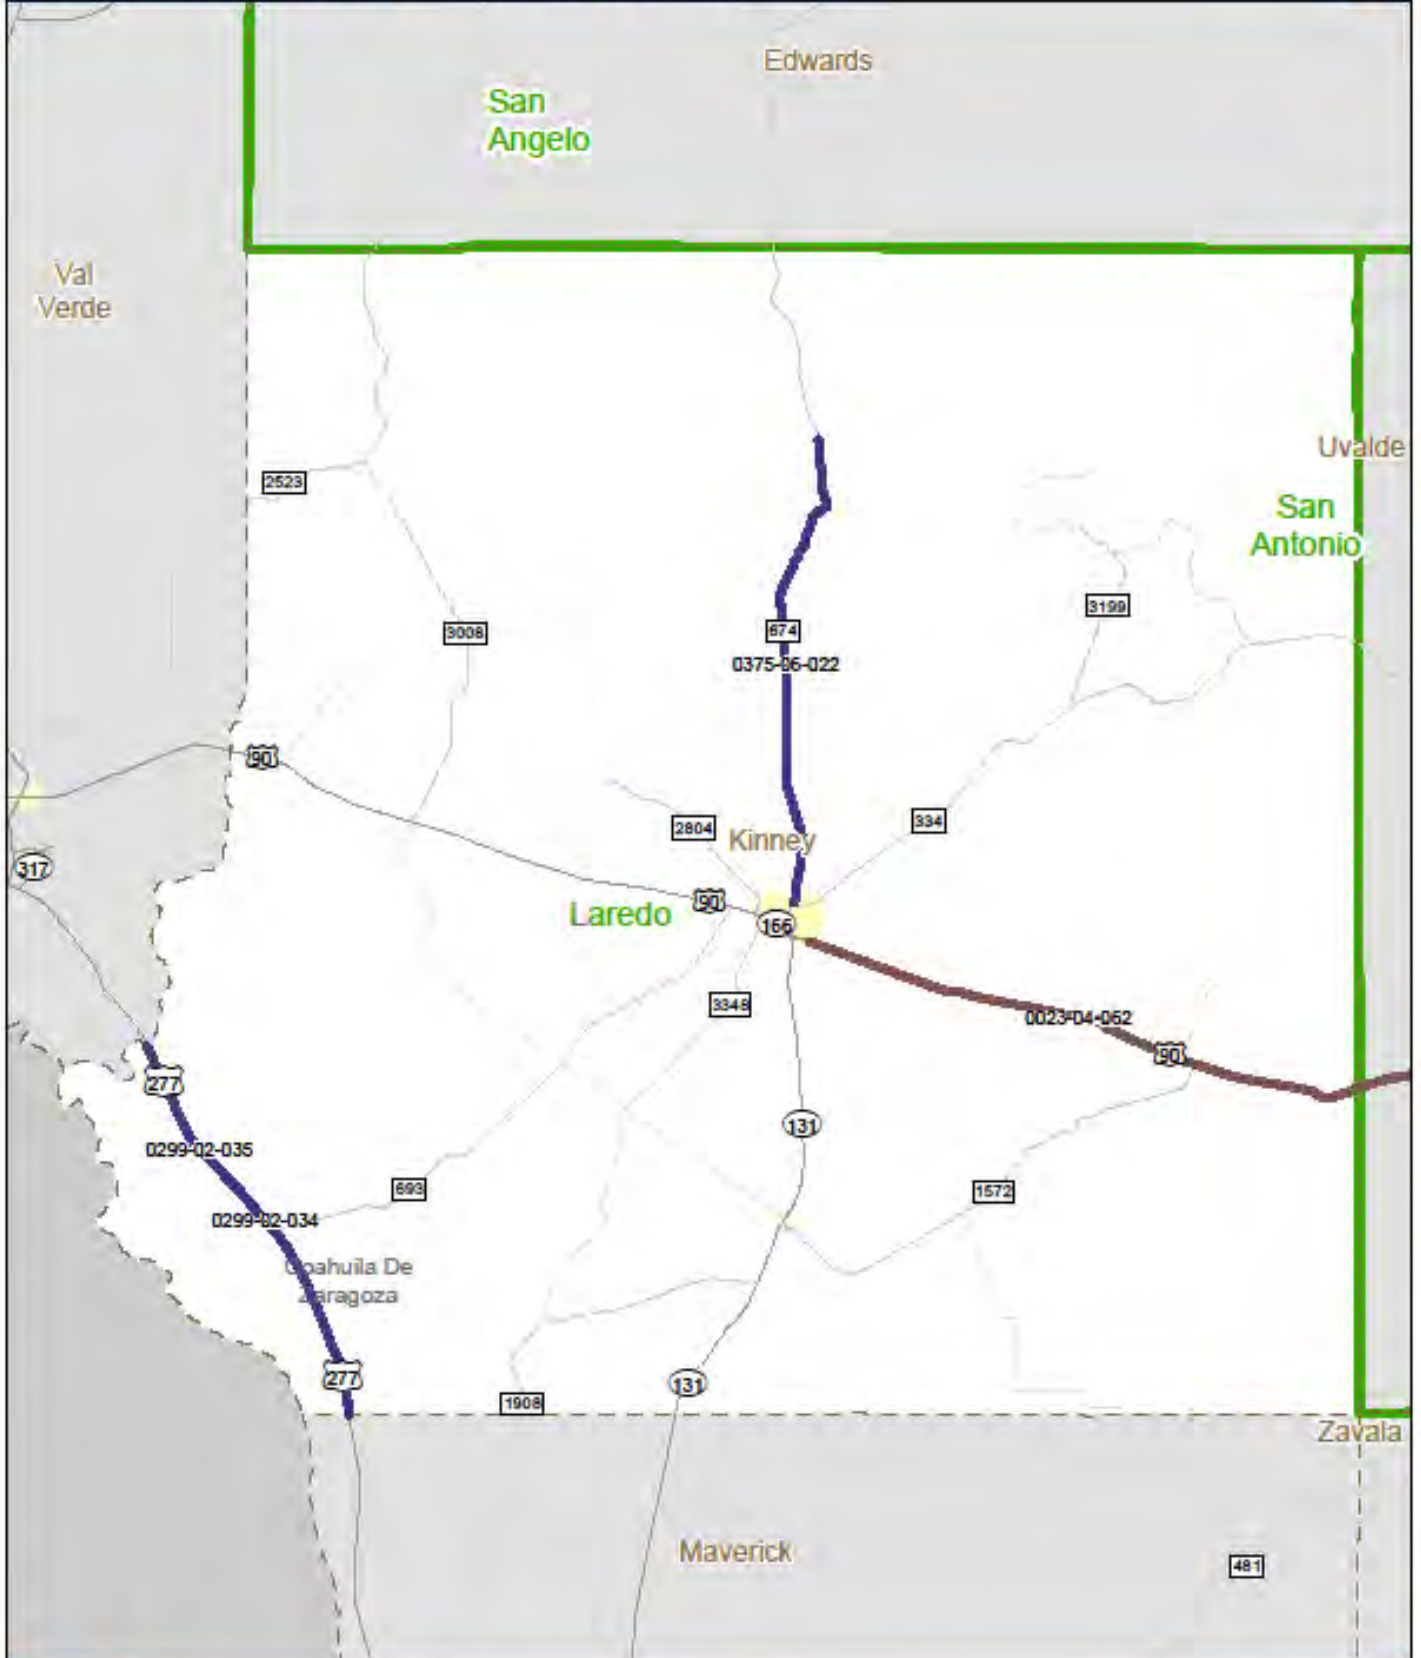 Edwards
San
Angelo
Val
Verde
Uvalde
2523
San
Antonio
3199
3008
674
0375-06-022
90
334
2804
Kinney
317
90
Laredo
166
3348
0023-04-062
90
277
131
0299-02-035
693
1572
0299-02-034
Coahuila De
Zaragoza
277
131
1908
Zavala
Maverick
481